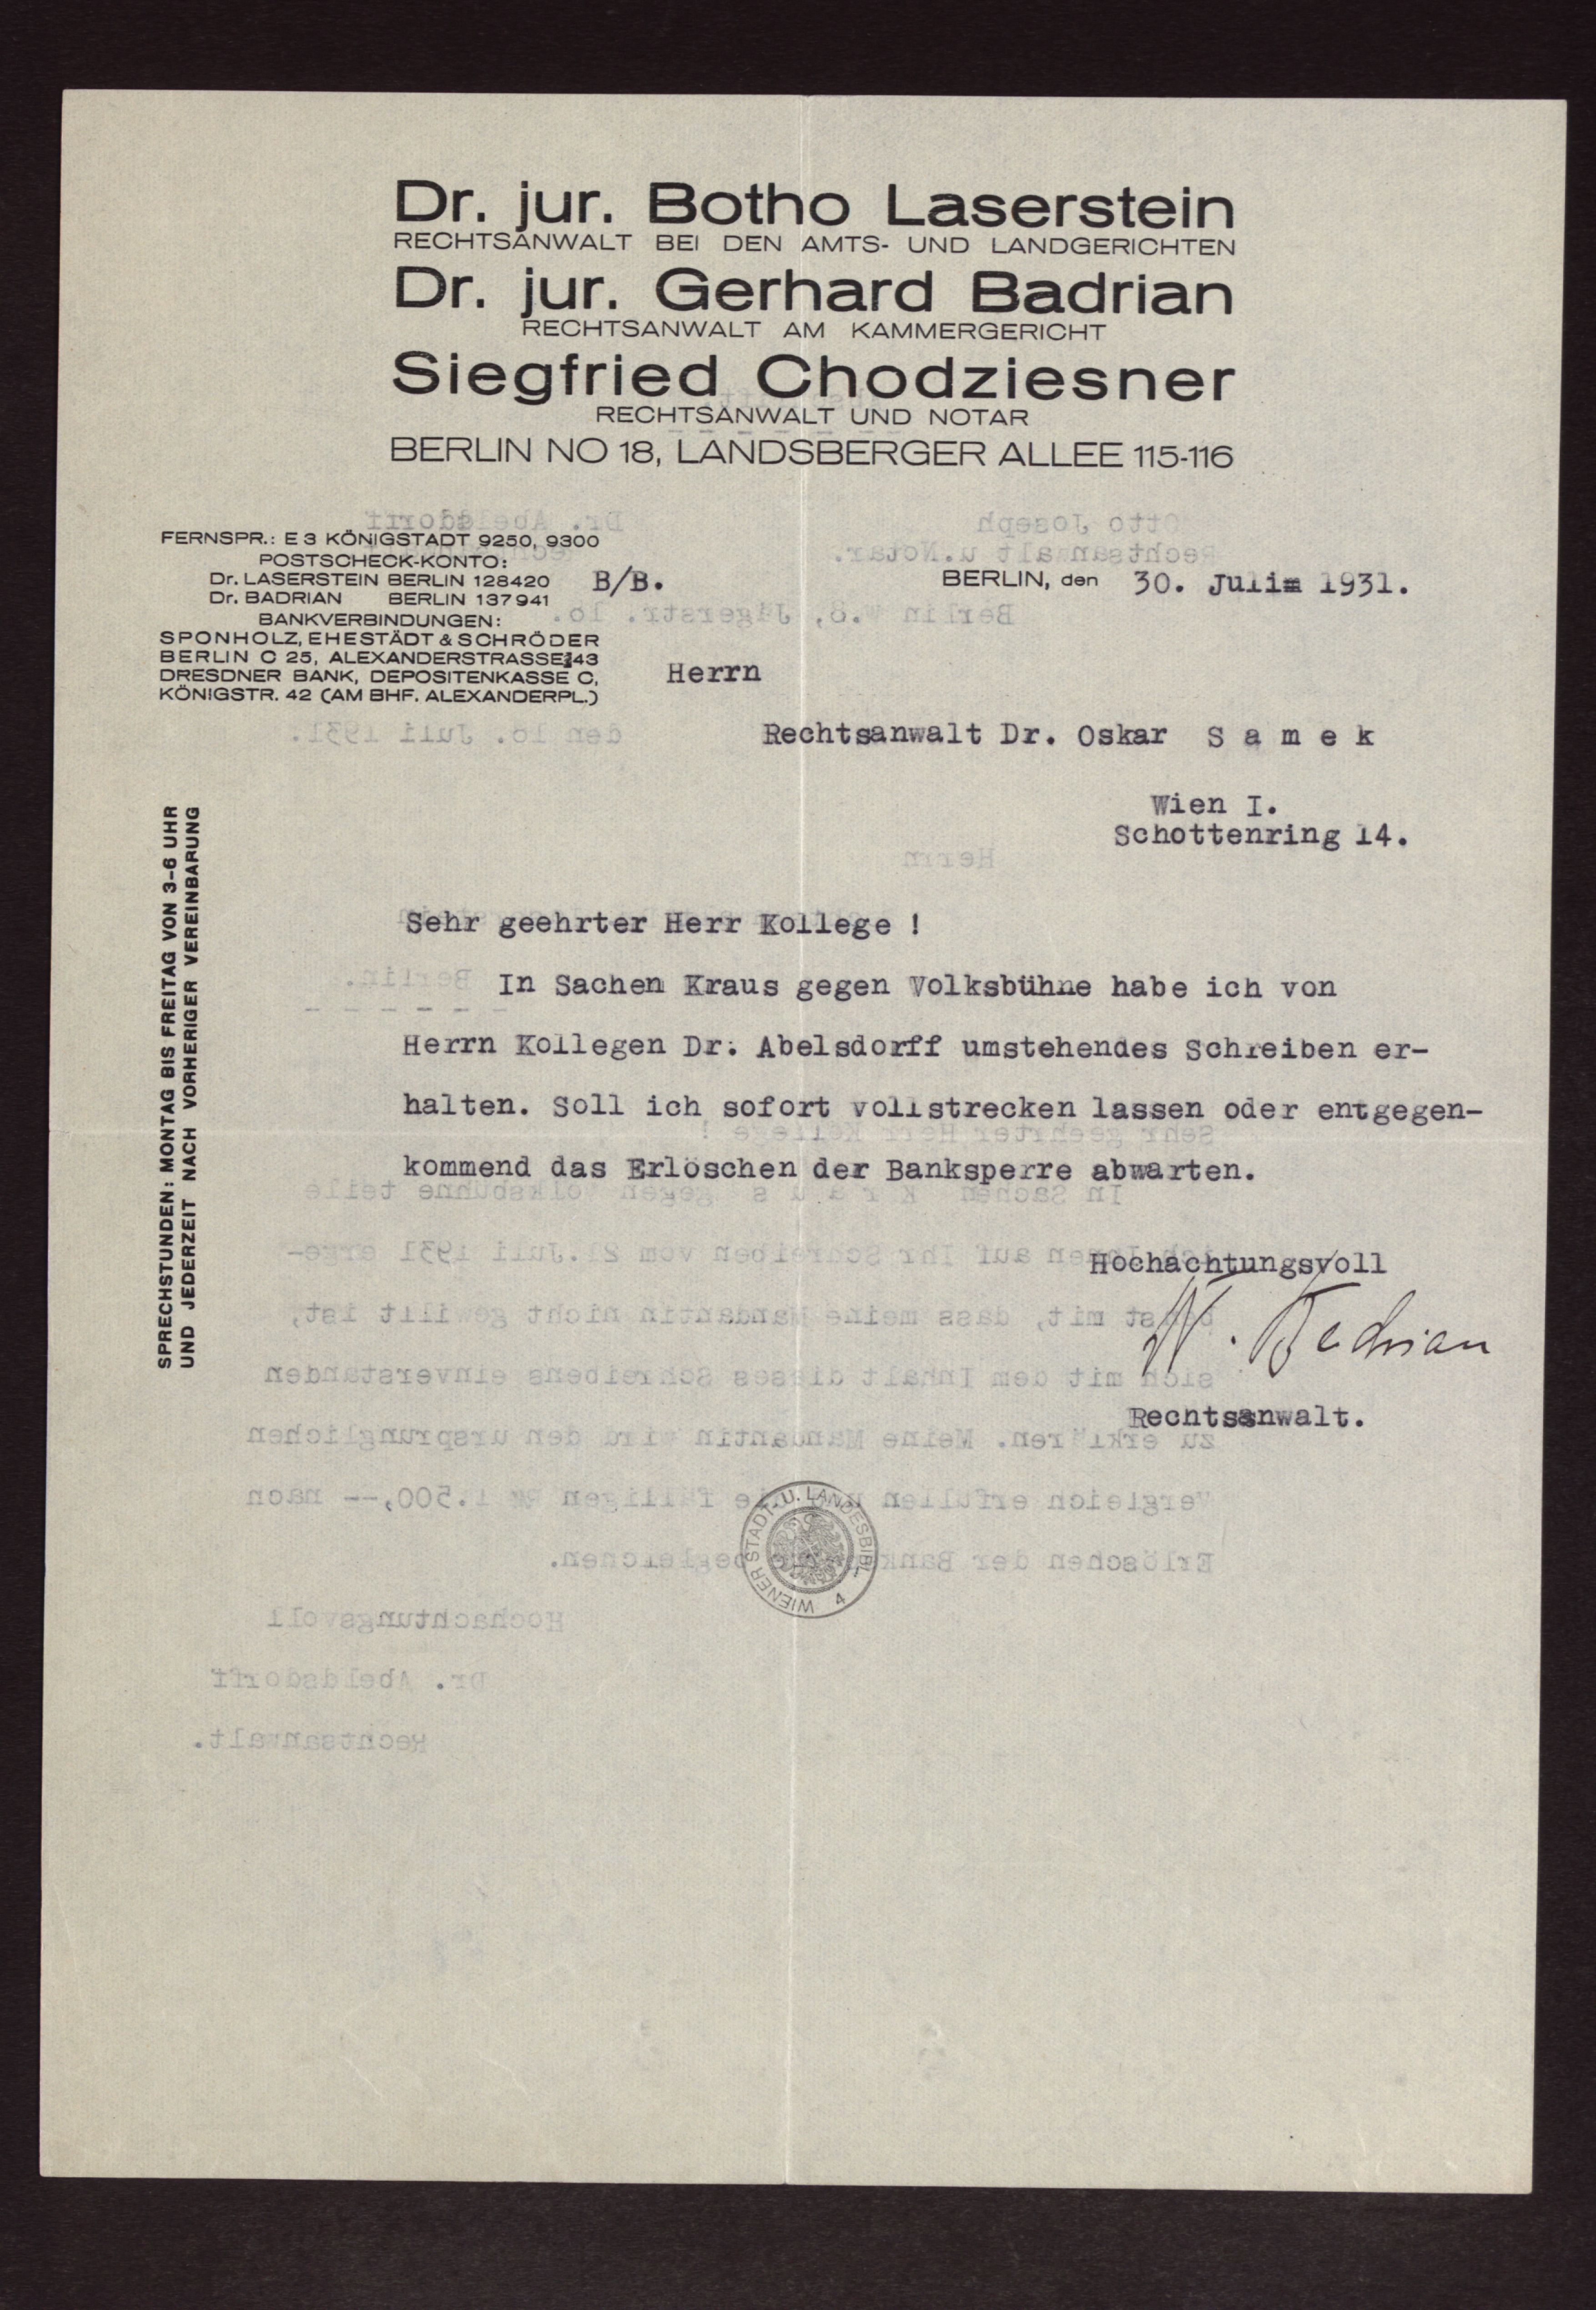 Dr. jur. Botho Laserstein
RECHTSANWALT BEI DEN AMTS- UND LANDGERICHTEN
Dr. jur. Gerhard Badrian
RECHTSANWALT AM KAMMERGERICHT
Siegfried Chodziesner
RECHTSANWALT UND NOTAR
BERLIN NO 18, LANDSBERGER ALLEE 115-116
FERNSPR.: E 3 KÖNIGSTADT 9250, 9300
POSTSCHECK-KONTO:
Dr. LASERSTEIN BERLIN 128420
Dr. BADRIAN BERLIN 137941
BANKVERBINDUNGEN:
SPONHOLZ, EHESTÄDT & SCHRÖDER
BERLIN C 25, ALEXANDERSTRASSE 43
DRESDNER BANK, DEPOSITENKASSE C,
KÖNIGSTR. 42 (AM BHF. ALEXANDERPL.)
B/B.
BERLIN, den 30. Juli 1931.
Herrn
Rechtsanwalt Dr. Oskar S a m e k
Wien I.
Schottenring 14.
SPRECHSTUNDEN: MONTAG BIS FREITAG VON 3-6 UHR
UND JEDERZEIT NACH VORHERIGER VEREINBARUNG
Sehr geehrter Herr Kollege !
In Sachen Kraus gegen Volksbühne habe ich von
Herrn Kollegen Dr. Abelsdorff umstehendes Schreiben er-
halten. Soll ich sofort vollstrecken lassen oder entgegen-
kommend das Erlöschen der Banksperre abwarten.
Hochachtungsvoll
Badrian
Rechtsanwalt.
WIENER STADT- U. LANDESBIBL. 4